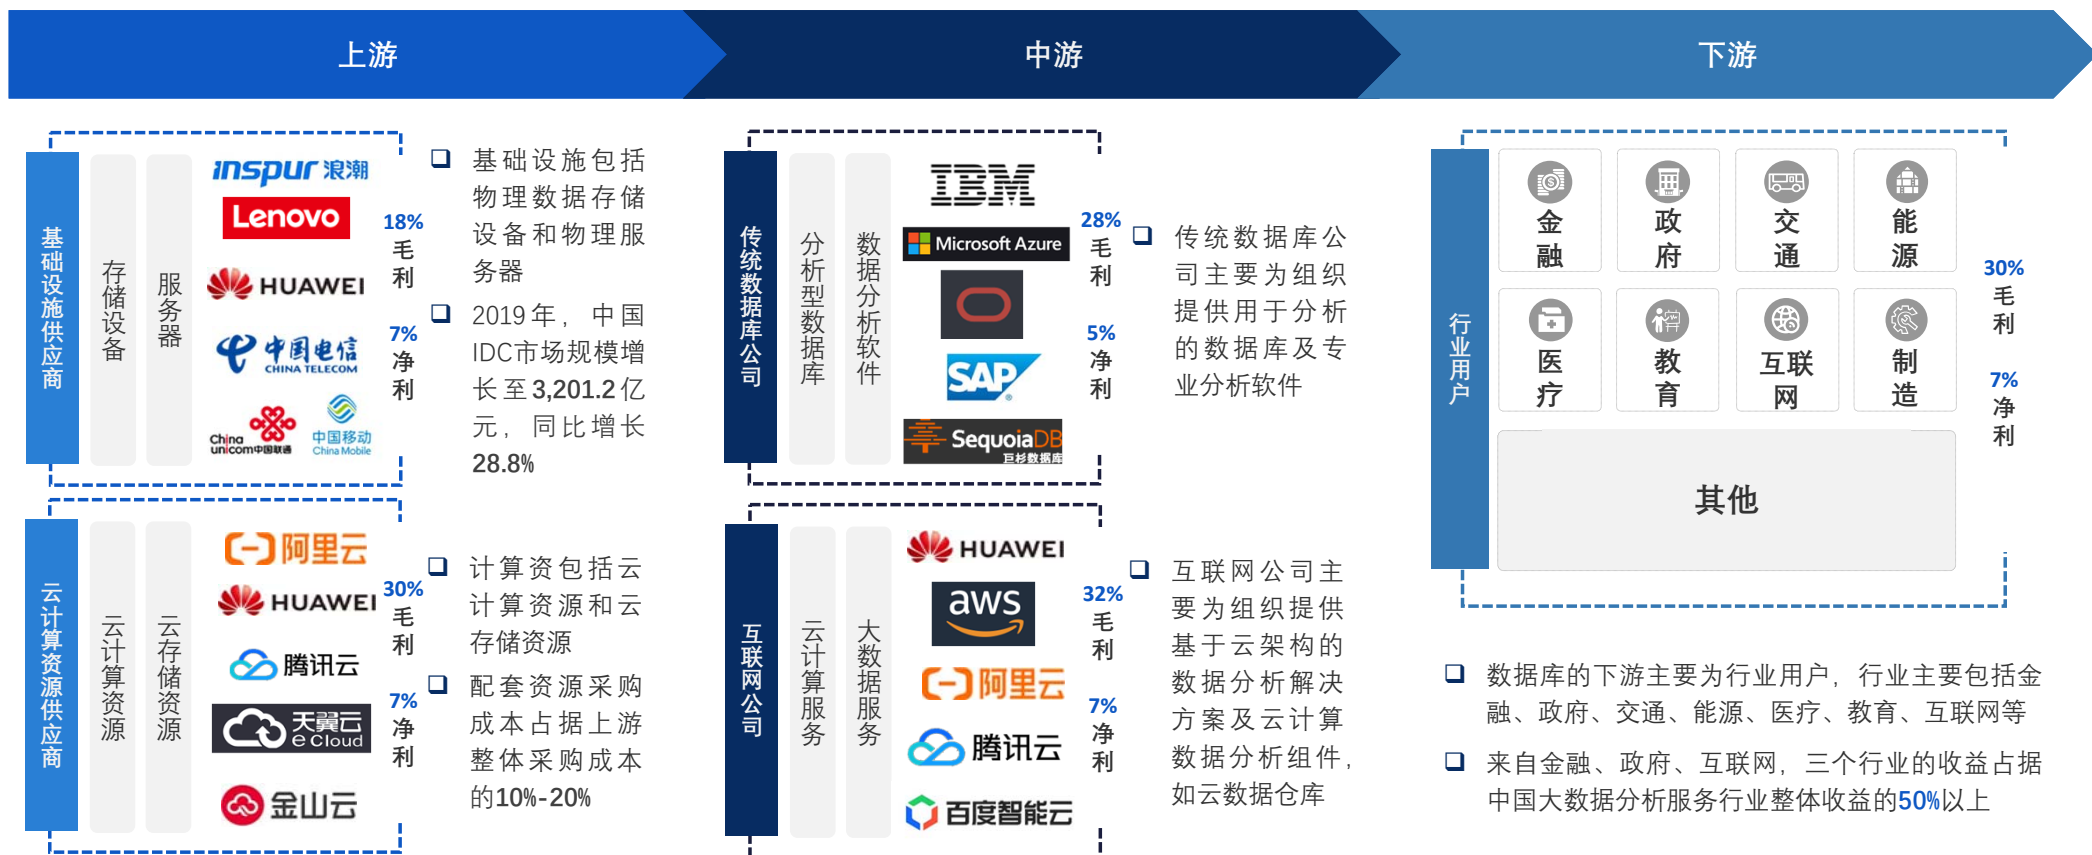 上游
中游
下游
基础设施供应商
存储设备
服务器
inspur 浪潮
Lenovo
HUAWEI
中国电信
CHINA TELECOM
China
unicom中国联通
中国移动
China Mobile
18%
毛
利
7%
净
利
基础设施包括
物理数据存储
设备和物理服
务器
2019年，中国
IDC市场规模增
长至3,201.2亿
元，同比增长
28.8%
云计算资源供应商
云计算资源
云存储资源
阿里云
HUAWEI
腾讯云
天翼云
e Cloud
金山云
30%
毛
利
7%
净
利
计算资包括云
计算资源和云
存储资源
配套资源采购
成本占据上游
整体采购成本
的10%-20%
传统数据库公司
分析型数据库
数据分析软件
IBM
Microsoft Azure
SAP
SequoiaDB
巨杉数据库
28%
毛
利
5%
净
利
传统数据库公
司主要为组织
提供用于分析
的数据库及专
业分析软件
互联网公司
云计算服务
大数据服务
HUAWEI
aws
阿里云
腾讯云
百度智能云
32%
毛
利
7%
净
利
互联网公司主
要为组织提供
基于云架构的
数据分析解决
方案及云计算
数据分析组件，
如云数据仓库
行业用户
金融
政府
交通
能源
医疗
教育
互联网
制造
其他
30%
毛
利
7%
净
利
数据库的下游主要为行业用户，行业主要包括金
融、政府、交通、能源、医疗、教育、互联网等
来自金融、政府、互联网，三个行业的收益占据
中国大数据分析服务行业整体收益的50%以上